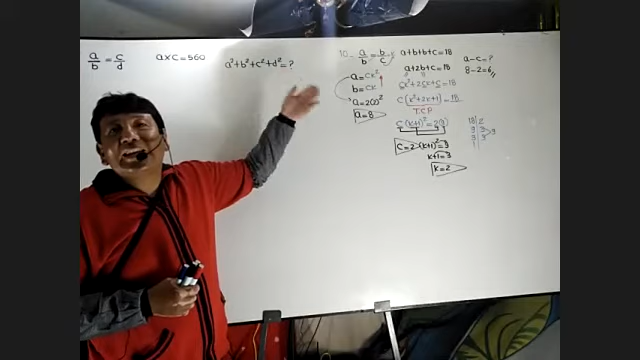 a/b = c/d
a×c = 560
a²+b²+c²+d² = ?
10.- a/b = b/c = k
a+b+b+c = 18
a+2b+c = 18
a-c = ?
8-2 = 6
a = ck²
b = ck
a = 2(2)²
a = 8
ck²+2ck+c = 18
c(k²+2k+1) = 18
T.C.P
c(k+1)² = 2(3)
c = 2
(k+1)² = 9
k+1 = 3
k = 2
18 2
9 3
3 3
1